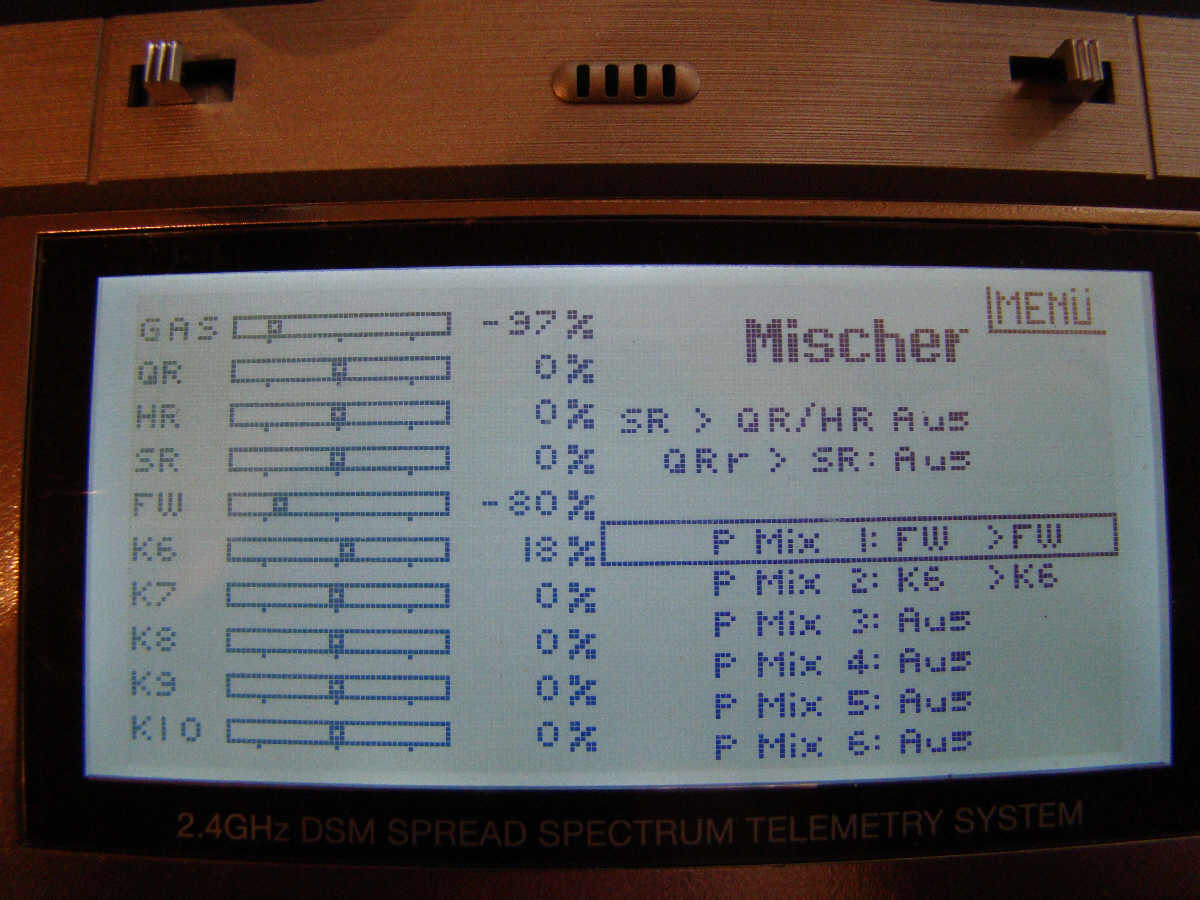 GAS -97%
QR 0%
HR 0%
SR 0%
FW -80%
K6 18%
K7 0%
K8 0%
K9 0%
K10 0%
MENÜ
Mischer
SR > QR/HR Aus
QRr > SR: Aus
P Mix 1: FW >FW
P Mix 2: K6 >K6
P Mix 3: Aus
P Mix 4: Aus
P Mix 5: Aus
P Mix 6: Aus
2.4GHz DSM SPREAD SPECTRUM TELEMETRY SYSTEM